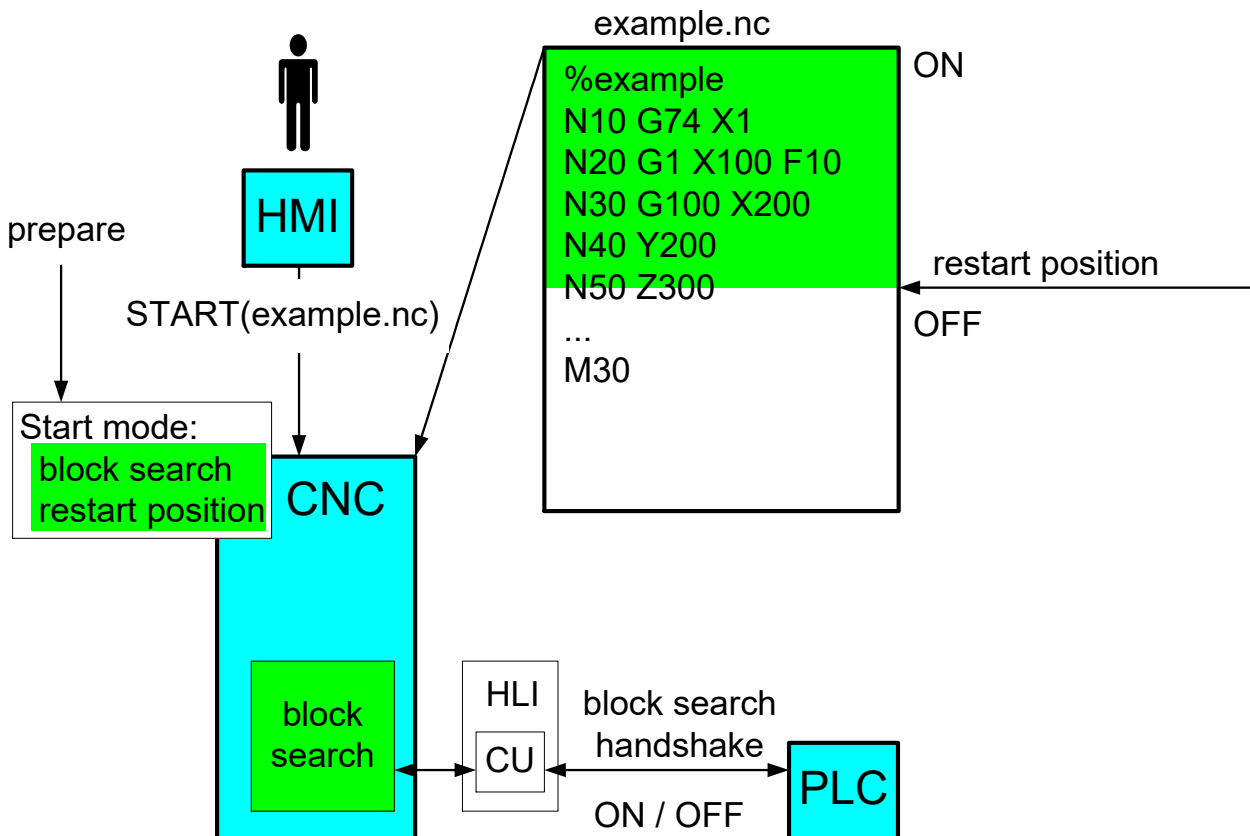 example.nc
ON
%example
N10 G74 X1
N20 G1 X100 F10
N30 G100 X200
N40 Y200
N50 Z300
...
M30
restart position
OFF
HMI
prepare
START(example.nc)
Start mode:
block search
restart position
CNC
block
search
HLI
CU
block search
handshake
ON / OFF
PLC